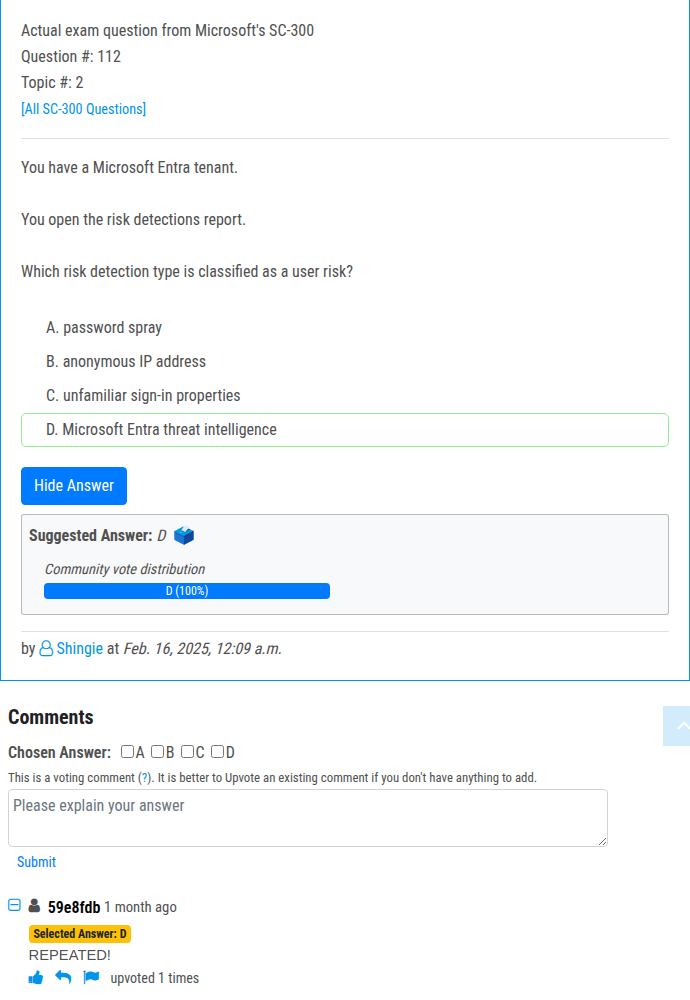 Actual exam question from Microsoft's SC-300
Question #: 112
Topic #: 2
[All SC-300 Questions]
You have a Microsoft Entra tenant.
You open the risk detections report.
Which risk detection type is classified as a user risk?
A. password spray
B. anonymous IP address
C. unfamiliar sign-in properties
D. Microsoft Entra threat intelligence
Hide Answer
Suggested Answer: D
Community vote distribution
D (100%)
by Shingie at Feb. 16, 2025, 12:09 a.m.
Comments
Chosen Answer: A B C D
This is a voting comment (?). It is better to Upvote an existing comment if you don't have anything to add.
Please explain your answer
Submit
59e8fdb 1 month ago
Selected Answer: D
REPEATED!
upvoted 1 times